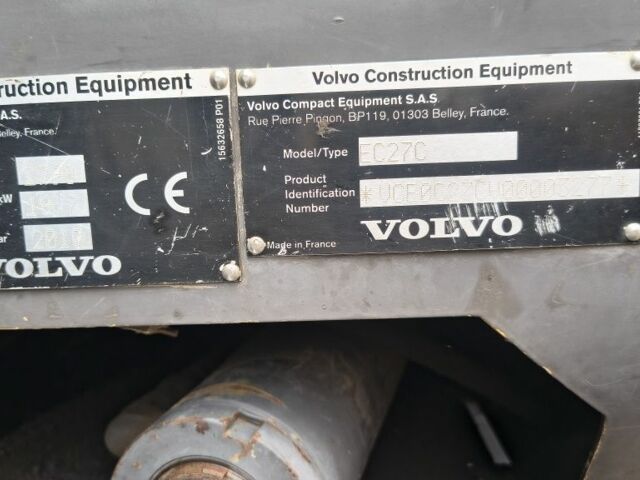 ruction Equipment
A.S.
Belley, France.
kW
ar
VOLVO
CE
15632658 P01
Volvo Construction Equipment
Volvo Compact Equipment S.A.S.
Rue Pierre Pingon, BP119, 01303 Belley, France.
Model/Type EC27C
Product
Identification
Number
VOLVO
Made in France